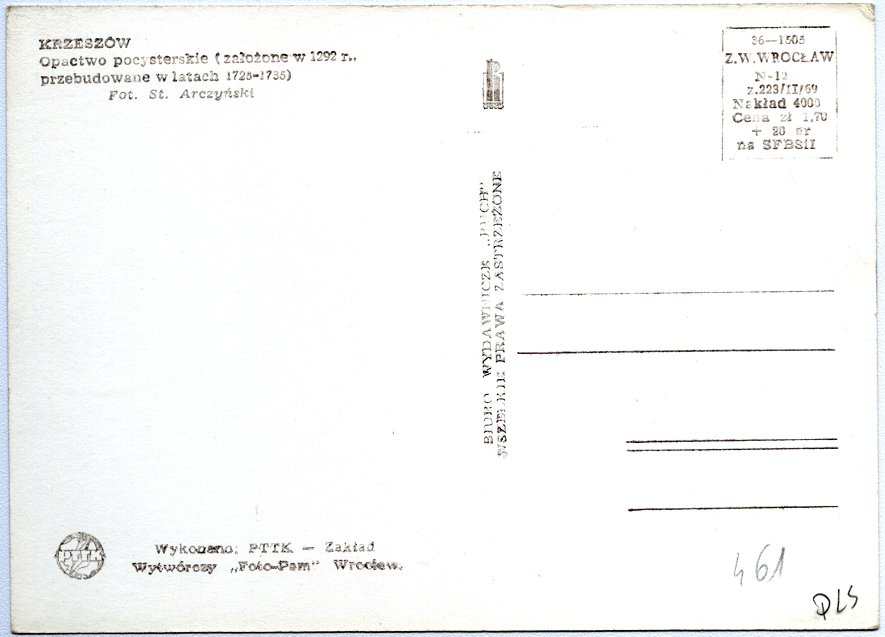 KRZESZÓW
Opactwo pocysterskie (założone w 1292 r.,
przebudowane w latach 1728-1735)
Fot. St. Arczyński
36—1505
Z.W.WROCŁAW
N-12
z.223/II/69
Nakład 4000
Cena zł 1,70
+ 20 gr
na SFBSiI
BIURO WYDAWNICZE „RUCH”
WSZELKIE PRAWA ZASTRZEŻONE
PTTK
Wykonano: PTTK — Zakład
Wytwórczy „Foto-Pam” Wrocław.
461